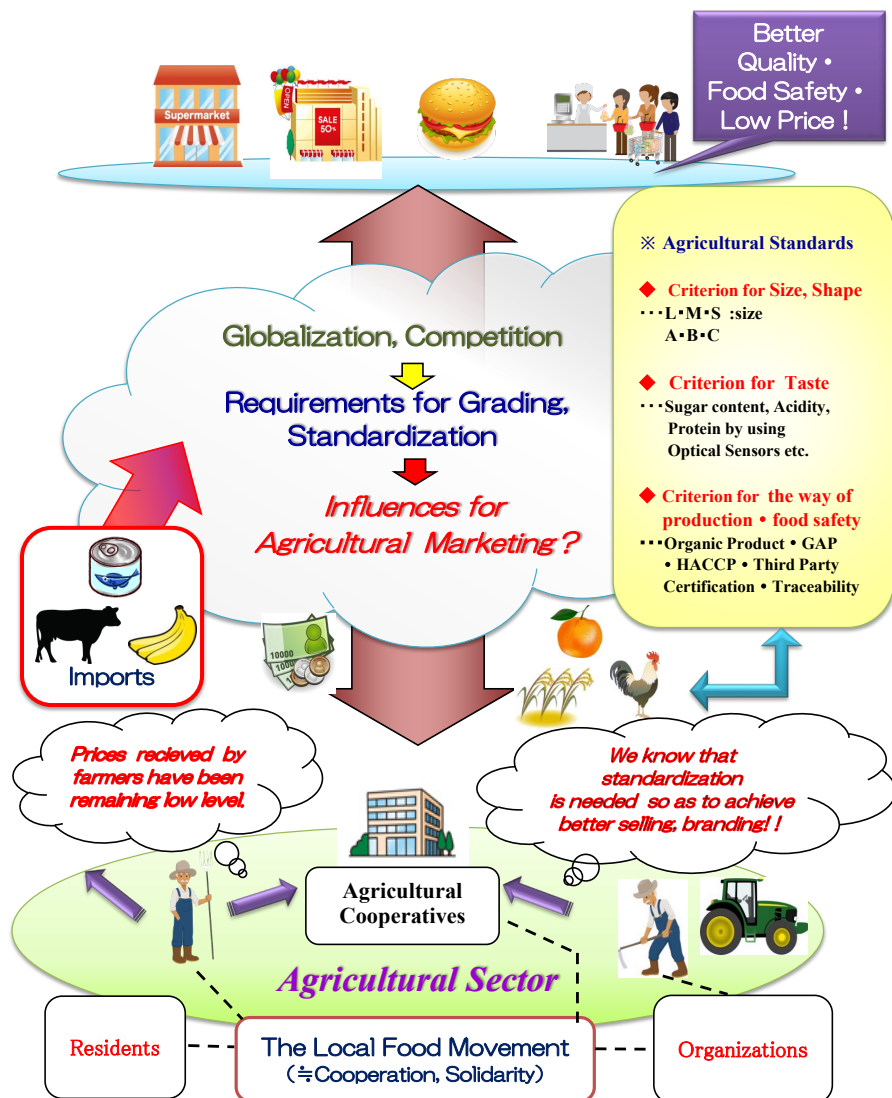 Better
Quality・
Food Safety・
Low Price !
Supermarket
OPEN
SALE
50%
※ Agricultural Standards
◆ Criterion for Size, Shape
・・・L・M・S :size
A・B・C
◆ Criterion for Taste
・・・Sugar content, Acidity,
Protein by using
Optical Sensors etc.
◆ Criterion for the way of
production・food safety
・・・Organic Product・GAP
・HACCP・Third Party
Certification・Traceability
Globalization, Competition
Requirements for Grading,
Standardization
Influences for
Agricultural Marketing?
Imports
10000
1000
Prices recieved by
farmers have been
remaining low level.
We know that
standardization
is needed so as to achieve
better selling, branding! !
Agricultural
Cooperatives
Agricultural Sector
Residents
The Local Food Movement
(≒Cooperation, Solidarity)
Organizations